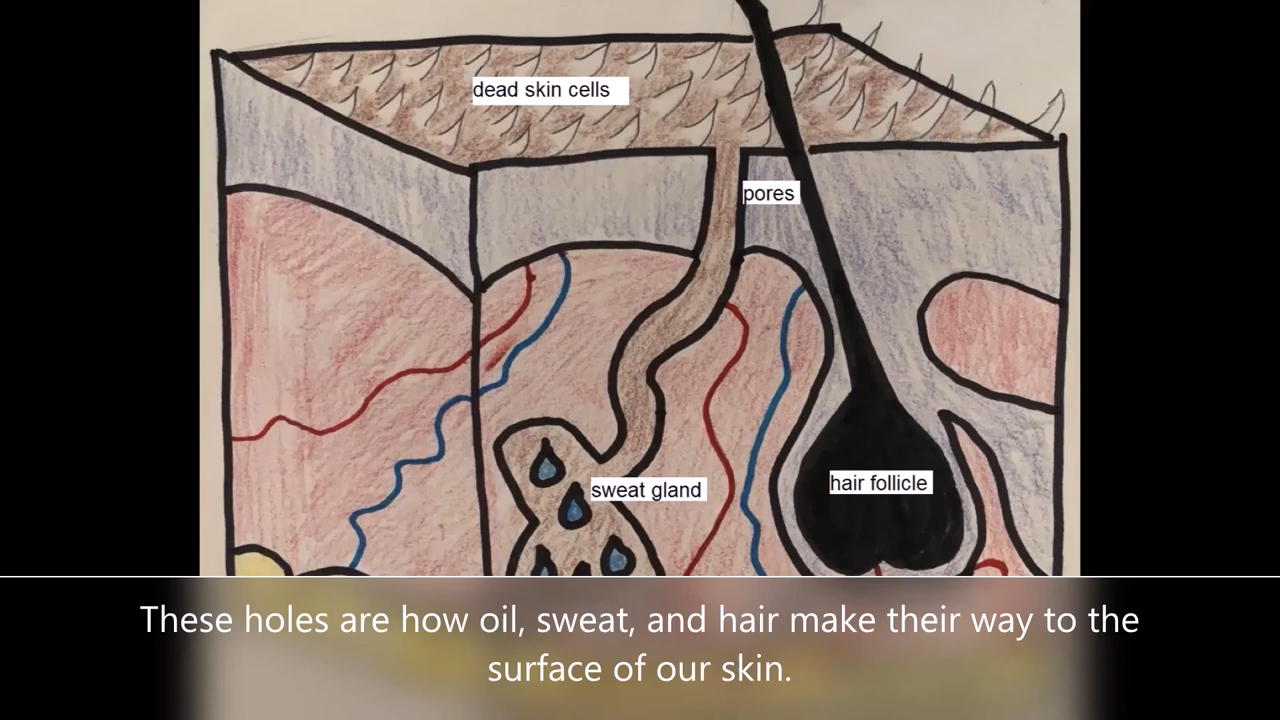 dead skin cells
pores
sweat gland
hair follicle
These holes are how oil, sweat, and hair make their way to the
surface of our skin.